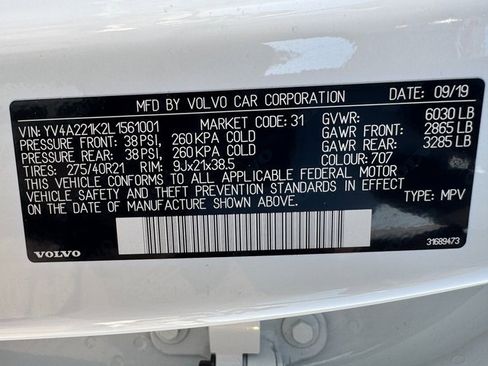 MFD BY VOLVO CAR CORPORATION DATE: 09/19
VIN: YV4A221K2L1561001 MARKET CODE: 31 GVWR: 6030 LB
PRESSURE FRONT: 38 PSI, 260 KPA COLD GAWR FRONT: 2865 LB
PRESSURE REAR: 38 PSI, 260 KPA COLD GAWR REAR: 3285 LB
TIRES: 275/40R21 RIM: 9Jx21x38.5 COLOUR: 707
THIS VEHICLE CONFORMS TO ALL APPLICABLE FEDERAL MOTOR
VEHICLE SAFETY AND THEFT PREVENTION STANDARDS IN EFFECT
ON THE DATE OF MANUFACTURE SHOWN ABOVE. TYPE: MPV
VOLVO 31689473